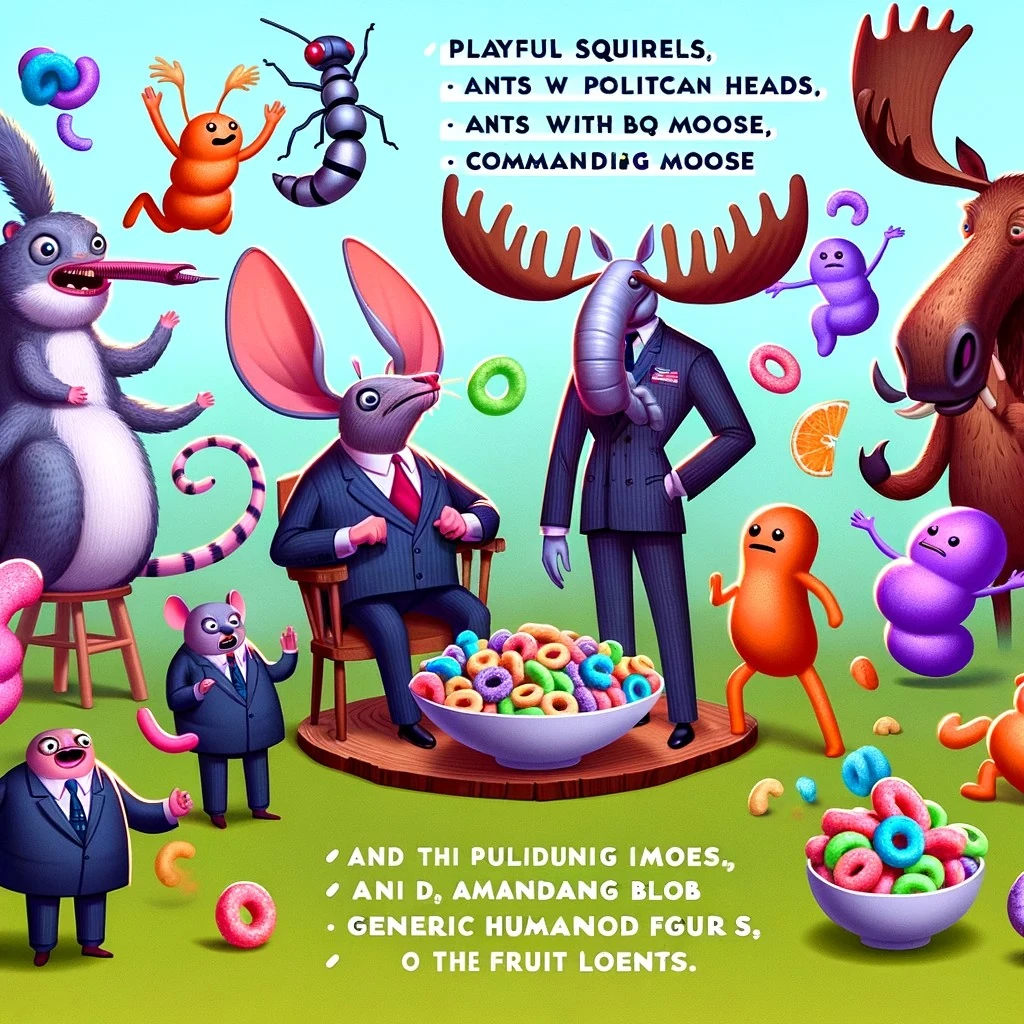 PLAYFUL SQUIRELS,
· ANTS W POLITCAN HEADS,
· ANTS WITH BQ MOOSE,
· COMMANDING MOOSE
AND THI PULIDUNIG IMOES.,
ANI D, AMANDANG BLOB
· GENERIC HUMANOD FGUR S,
O THE FRUIT LOENTS.